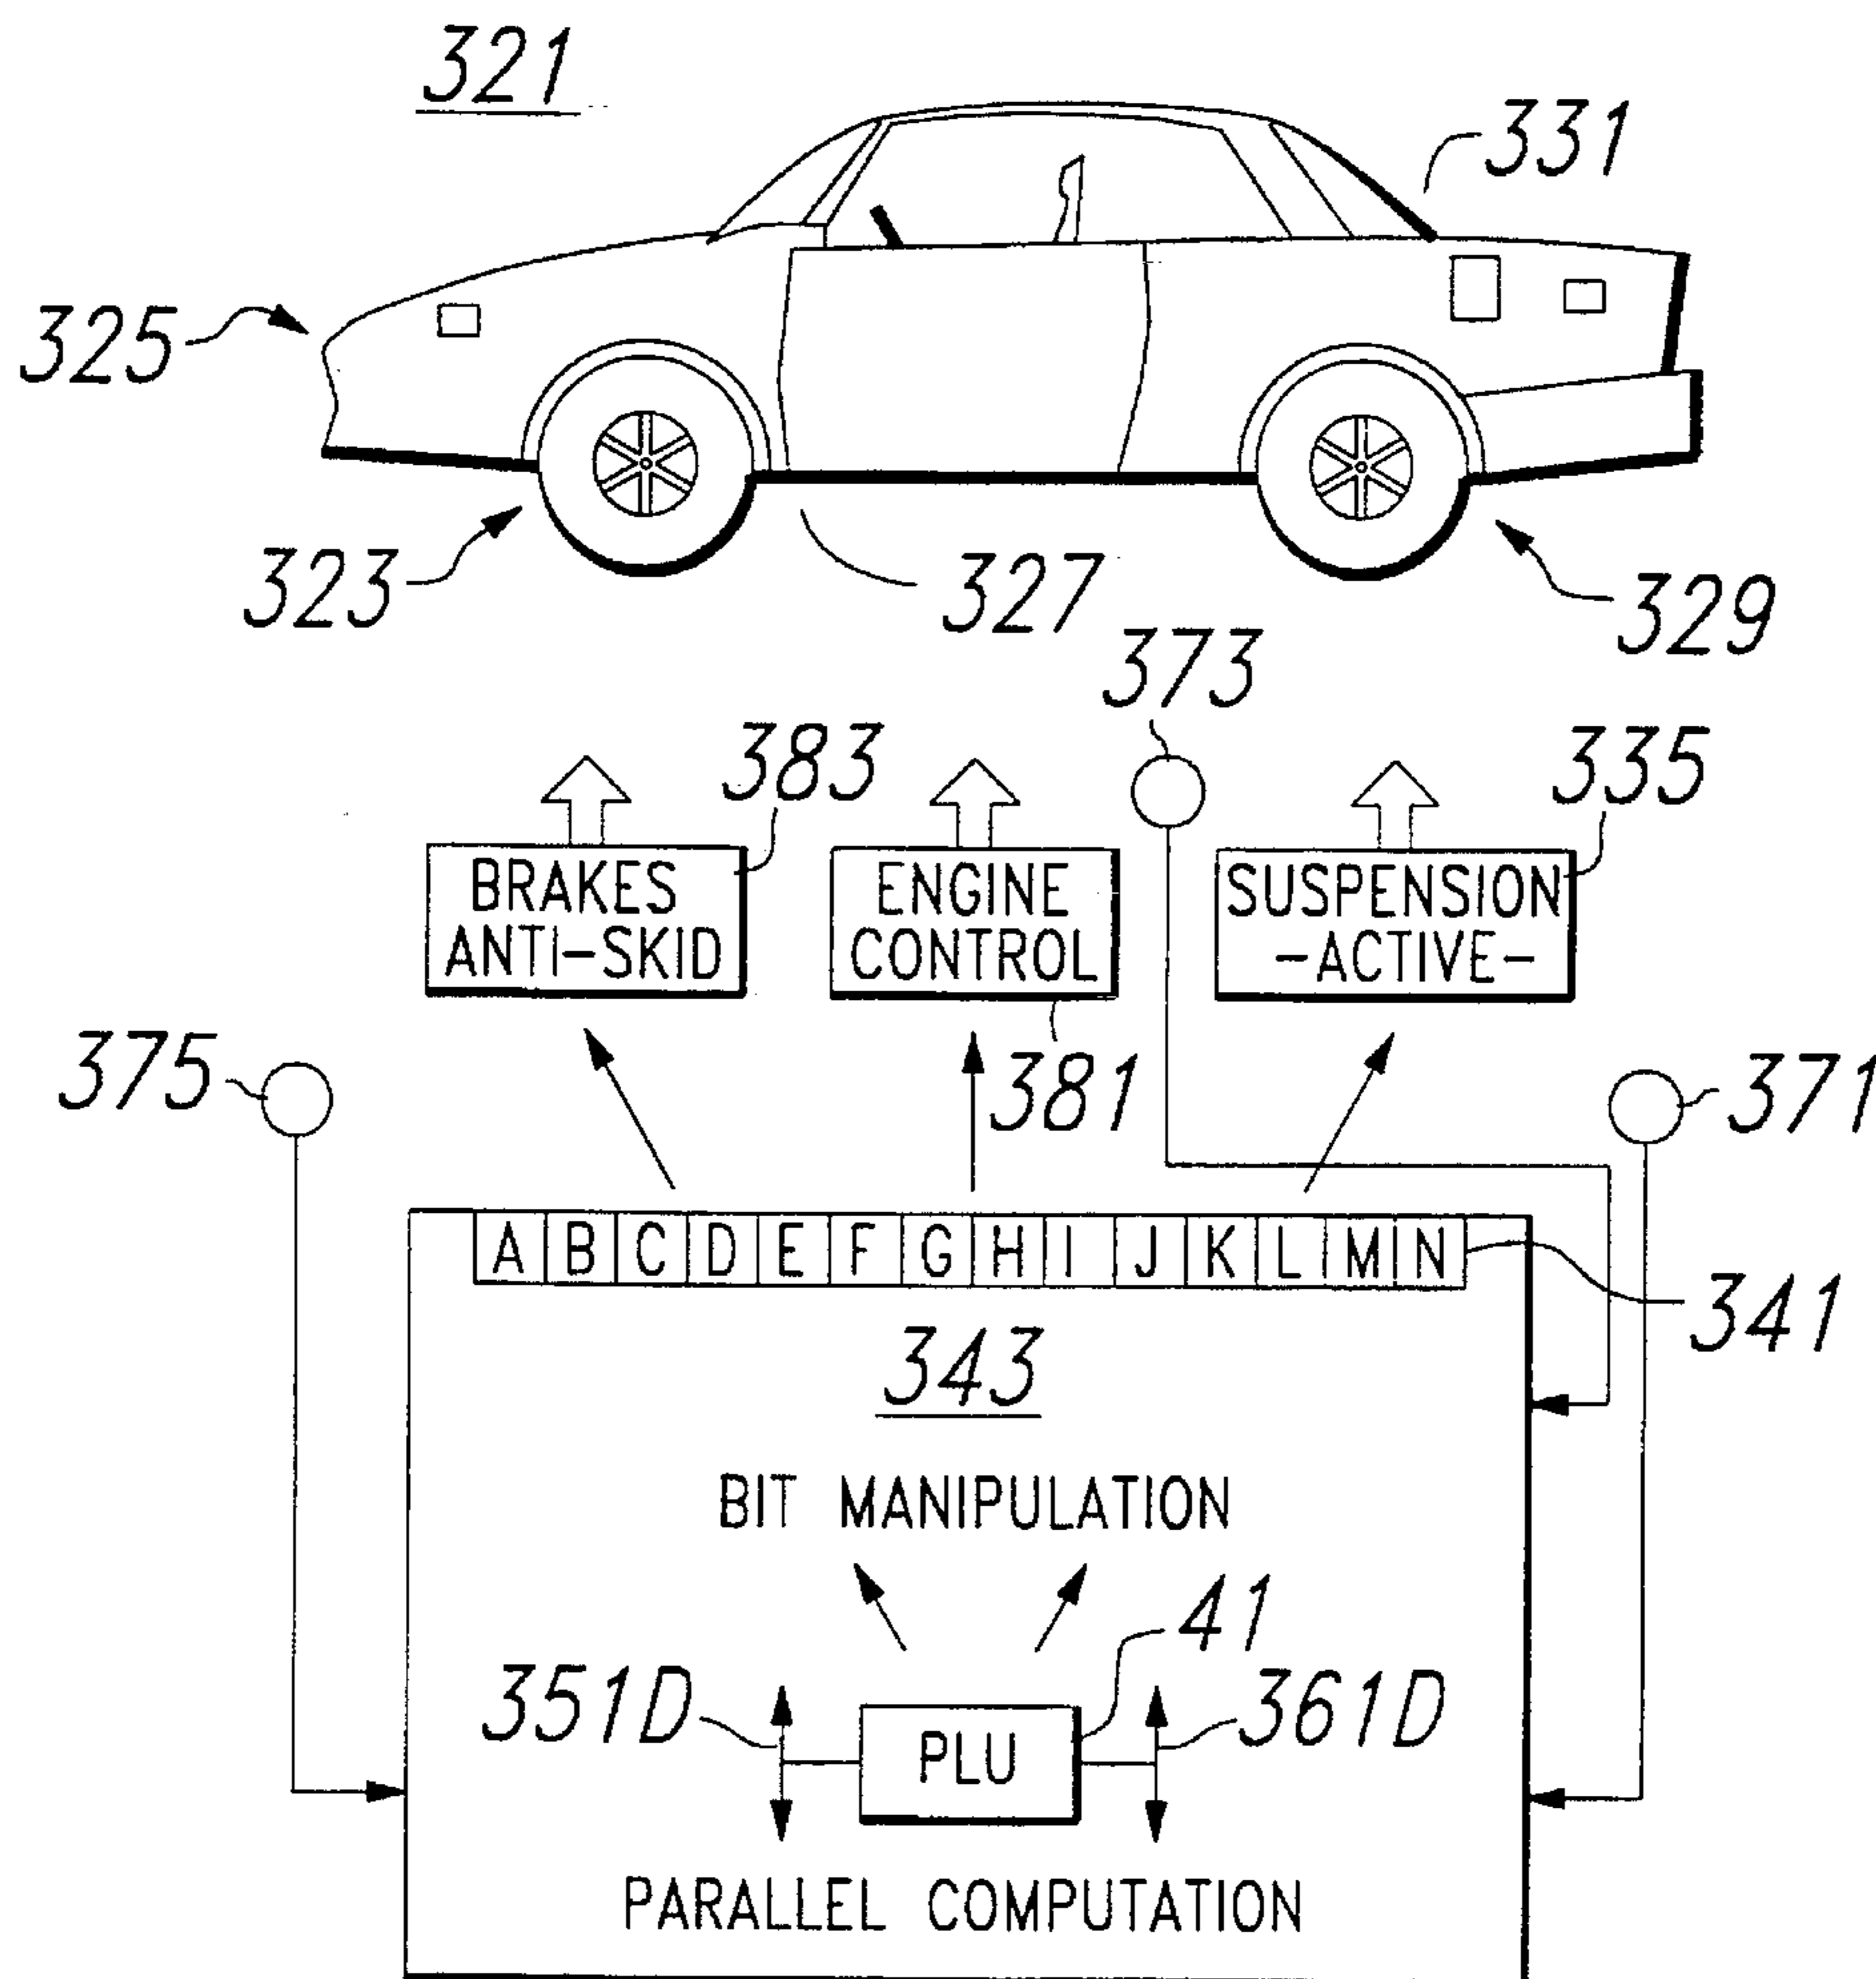 321
331
325
323
327
329
373
383
335
BRAKES
ANTI-SKID
ENGINE
CONTROL
SUSPENSION
-ACTIVE-
375
381
371
A B C D E F G H I J K L M N
341
343
BIT MANIPULATION
41
351D
361D
PLU
PARALLEL COMPUTATION